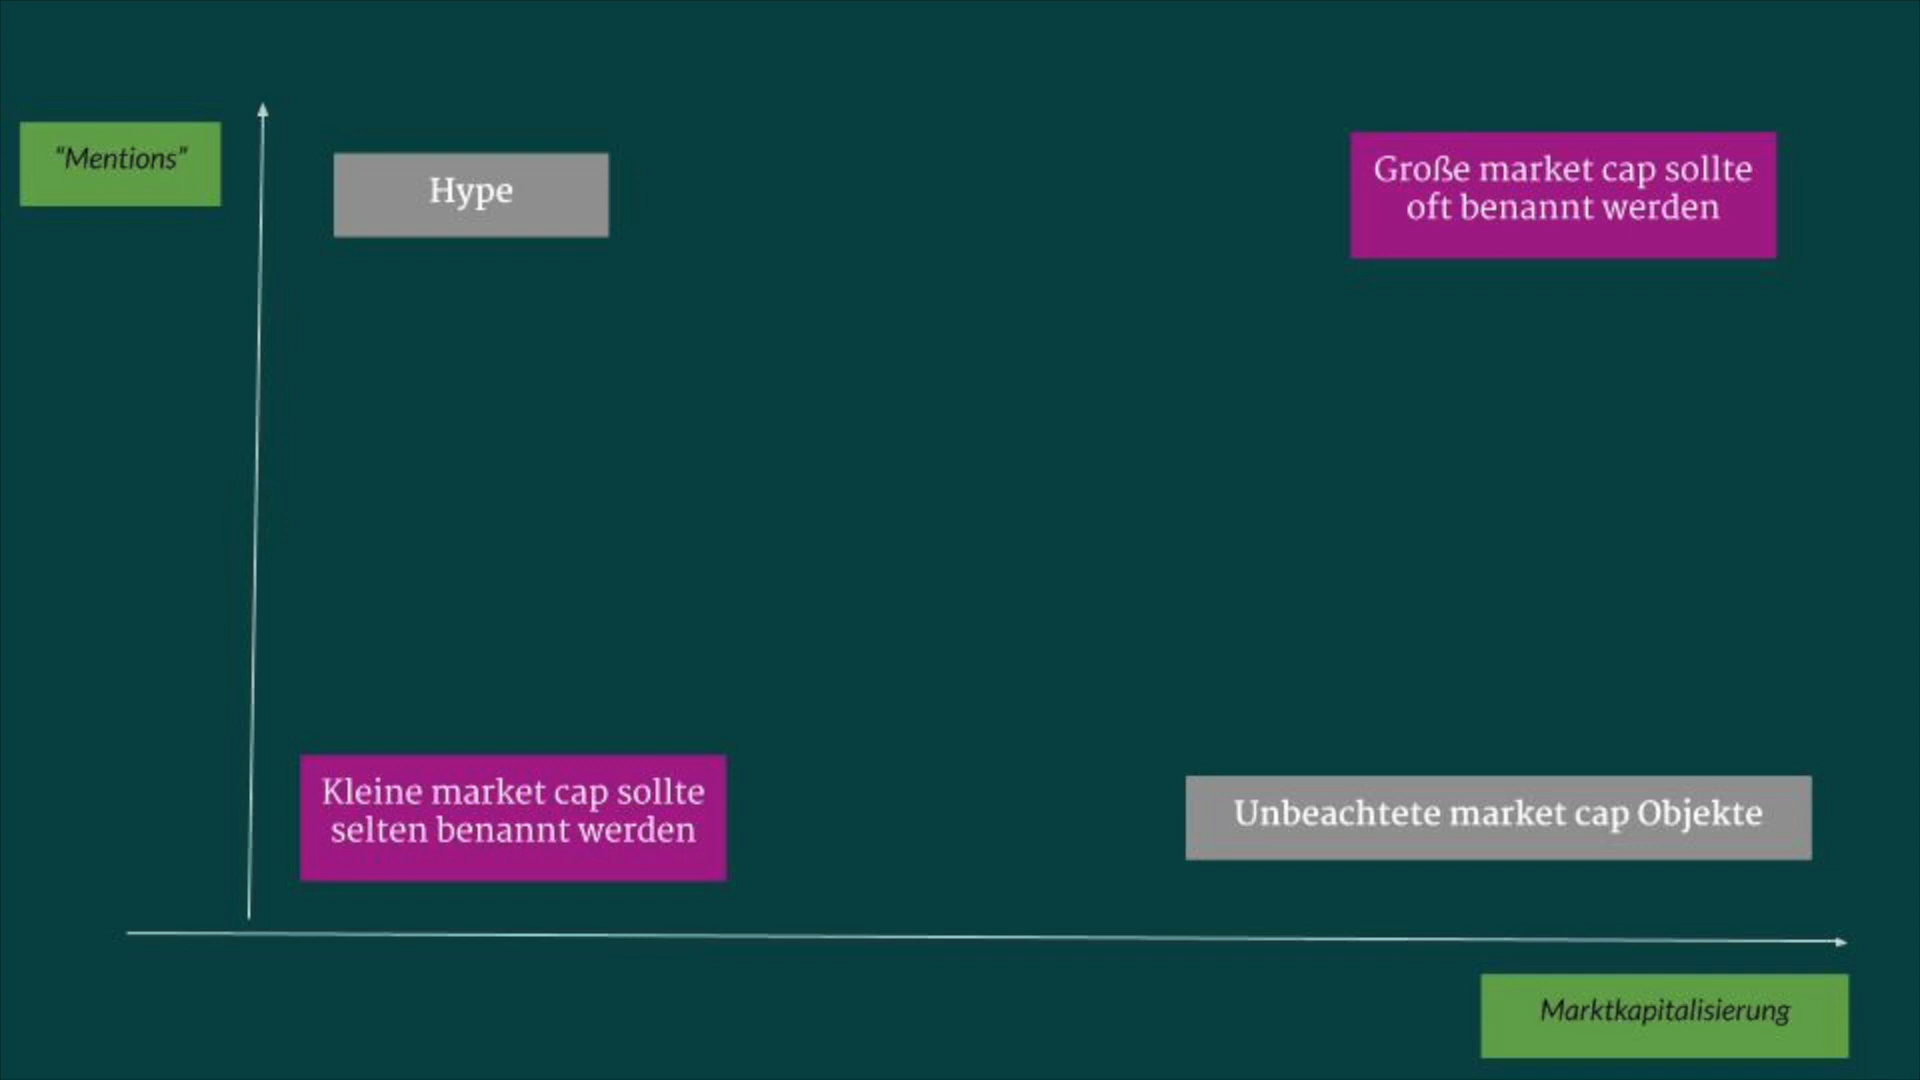 "Mentions"
Hype
Große market cap sollte
oft benannt werden
Kleine market cap sollte
selten benannt werden
Unbeachtete market cap Objekte
Marktkapitalisierung